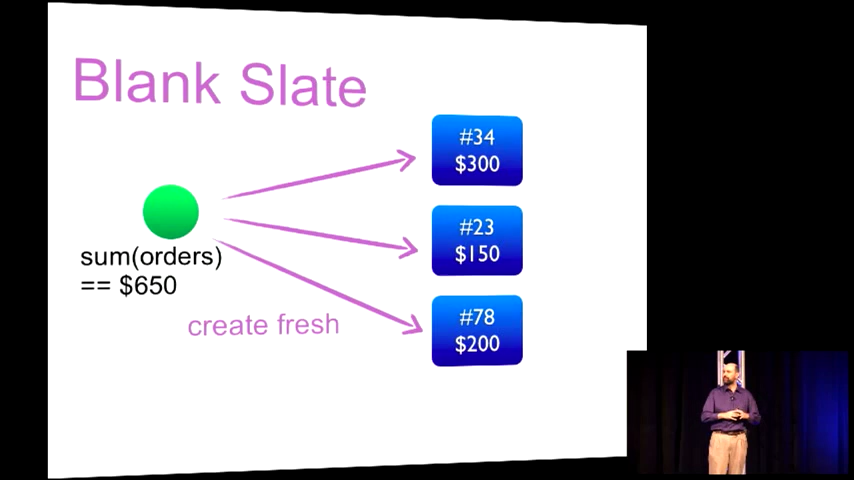 Blank Slate
#34
$300
#23
$150
sum(orders)
== $650
#78
$200
create fresh